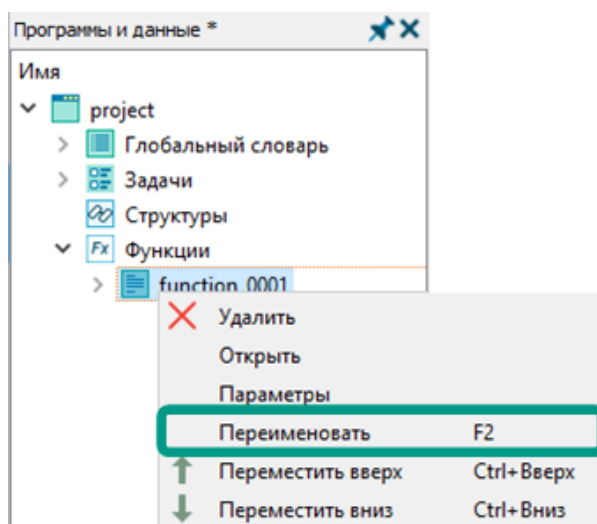 Программы и данные *
Имя
project
Глобальный словарь
Задачи
Структуры
Fx Функции
function_0001
Удалить
Открыть
Параметры
Переименовать F2
Переместить вверх Ctrl+Вверх
Переместить вниз Ctrl+Вниз